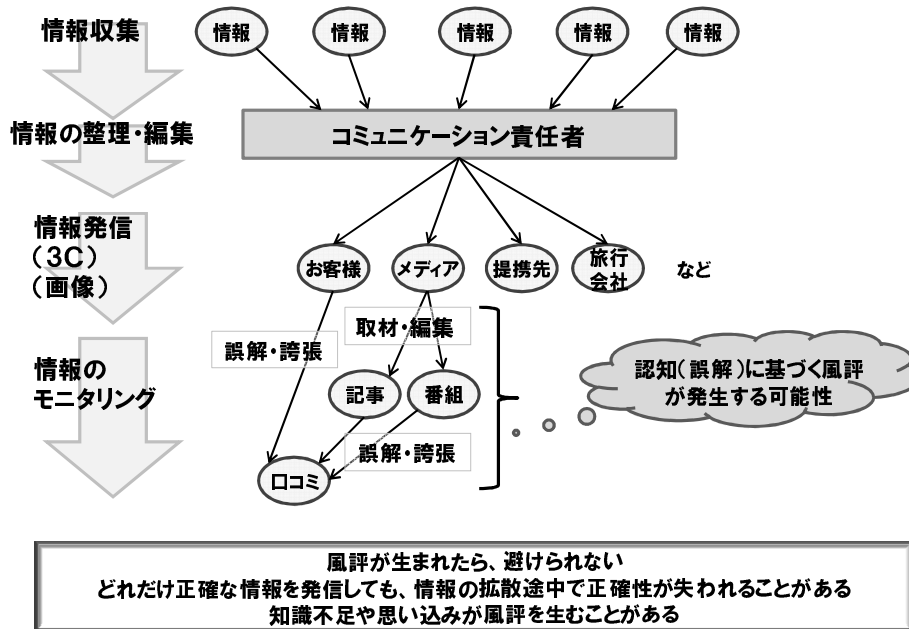 情報収集
情報
情報
情報
情報
情報
情報の整理・編集
コミュニケーション責任者
情報発信
（3C）
（画像）
お客様
メディア
提携先
旅行
会社
など
取材・編集
誤解・誇張
情報の
モニタリング
記事
番組
認知（誤解）に基づく風評
が発生する可能性
誤解・誇張
口コミ
風評が生まれたら、避けられない
どれだけ正確な情報を発信しても、情報の拡散途中で正確性が失われることがある
知識不足や思い込みが風評を生むことがある